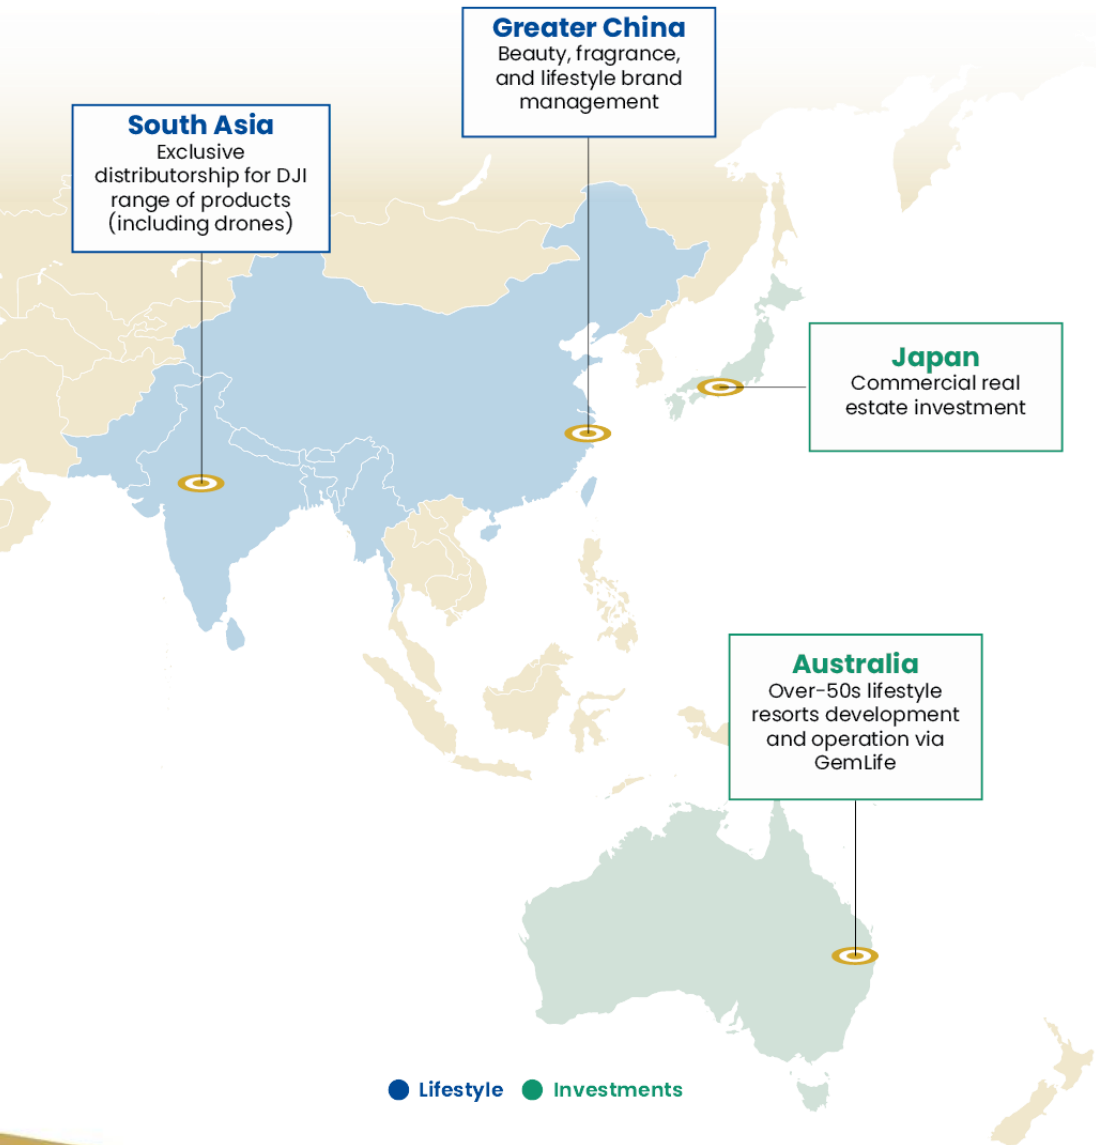 Greater China
Beauty, fragrance,
and lifestyle brand
management
South Asia
Exclusive
distributorship for DJI
range of products
(including drones)
Japan
Commercial real
estate investment
Australia
Over-50s lifestyle
resorts development
and operation via
GemLife
Lifestyle
Investments